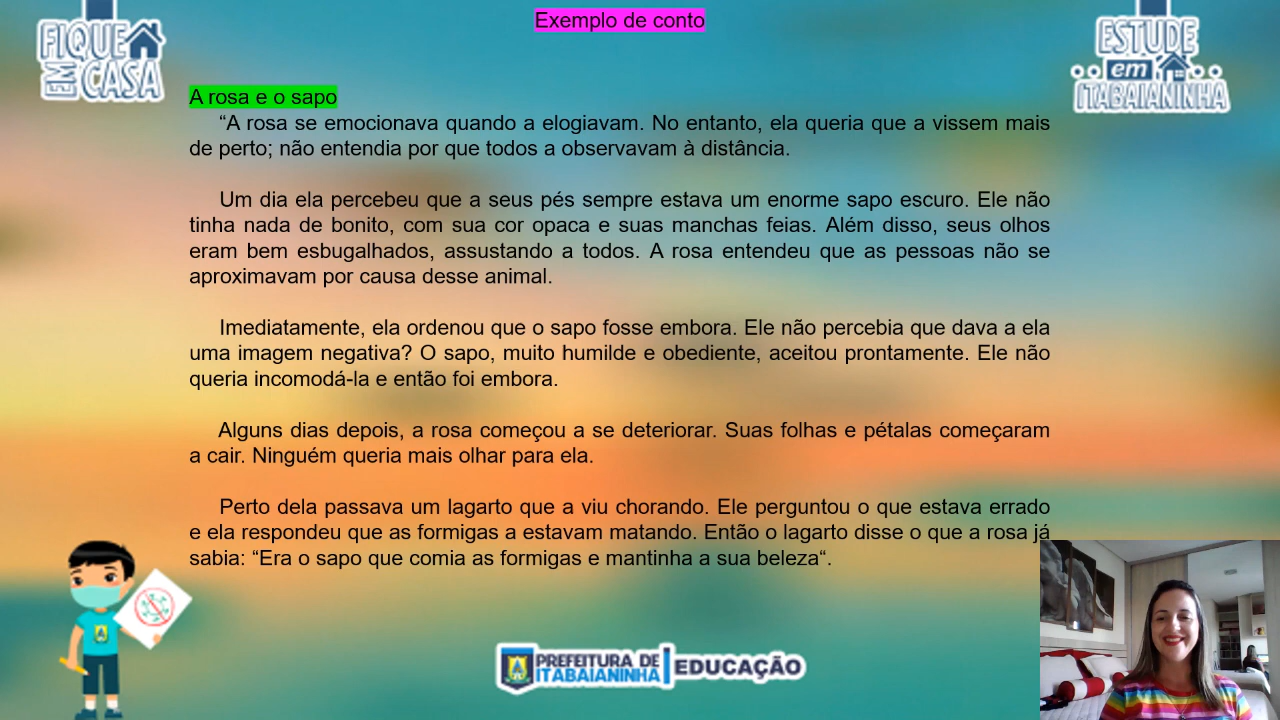 Exemplo de conto
FIQUE
EM
CASA
ESTUDE
em
ITABAIANINHA
A rosa e o sapo
“A rosa se emocionava quando a elogiavam. No entanto, ela queria que a vissem mais
de perto; não entendia por que todos a observavam à distância.
Um dia ela percebeu que a seus pés sempre estava um enorme sapo escuro. Ele não
tinha nada de bonito, com sua cor opaca e suas manchas feias. Além disso, seus olhos
eram bem esbugalhados, assustando a todos. A rosa entendeu que as pessoas não se
aproximavam por causa desse animal.
Imediatamente, ela ordenou que o sapo fosse embora. Ele não percebia que dava a ela
uma imagem negativa? O sapo, muito humilde e obediente, aceitou prontamente. Ele não
queria incomodá-la e então foi embora.
Alguns dias depois, a rosa começou a se deteriorar. Suas folhas e pétalas começaram
a cair. Ninguém queria mais olhar para ela.
Perto dela passava um lagarto que a viu chorando. Ele perguntou o que estava errado
e ela respondeu que as formigas a estavam matando. Então o lagarto disse o que a rosa já
sabia: “Era o sapo que comia as formigas e mantinha a sua beleza“.
PREFEITURA DE
ITABAIANINHA
EDUCAÇÃO